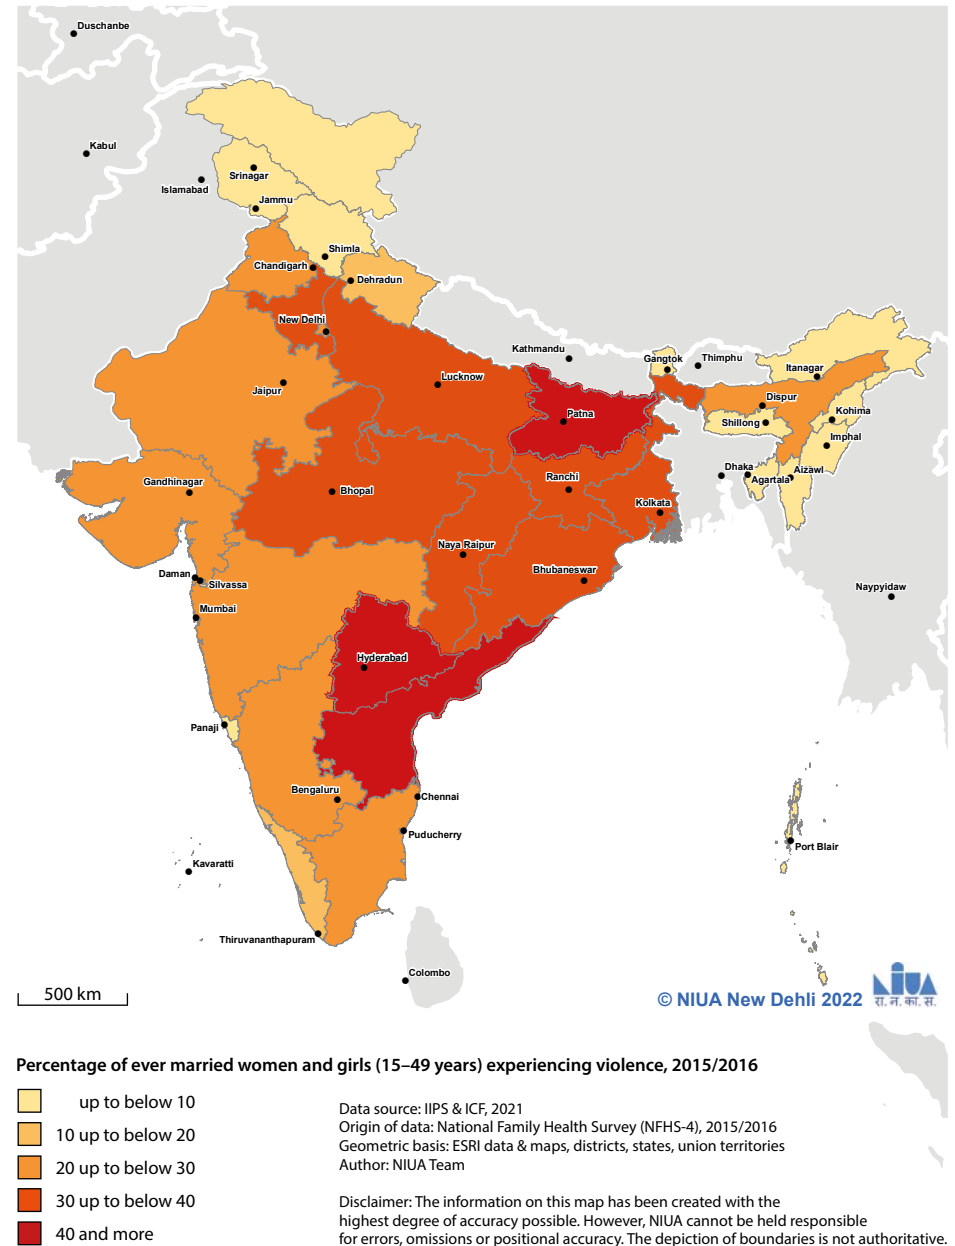 Duschanbe
Kabul
Islamabad
Srinagar
Jammu
Shimla
Chandigarh
Dehradun
New Delhi
Kathmandu
Gangtok
Thimphu
Itanagar
Lucknow
Jaipur
Dispur
Patna
Kohima
Shillong
Imphal
Dhaka
Aizawl
Agartala
Gandhinagar
Bhopal
Ranchi
Kolkata
Naya Raipur
Bhubaneswar
Daman
Silvassa
Naypyidaw
Mumbai
Hyderabad
Panaji
Bengaluru
Chennai
Puducherry
Port Blair
Kavaratti
Thiruvananthapuram
Colombo
500 km
© NIUA New Dehli 2022
NIUA
रा.न.का.सं.
Percentage of ever married women and girls (15–49 years) experiencing violence, 2015/2016
up to below 10
10 up to below 20
20 up to below 30
30 up to below 40
40 and more
Data source: IIPS & ICF, 2021
Origin of data: National Family Health Survey (NFHS-4), 2015/2016
Geometric basis: ESRI data & maps, districts, states, union territories
Author: NIUA Team
Disclaimer: The information on this map has been created with the
highest degree of accuracy possible. However, NIUA cannot be held responsible
for errors, omissions or positional accuracy. The depiction of boundaries is not authoritative.